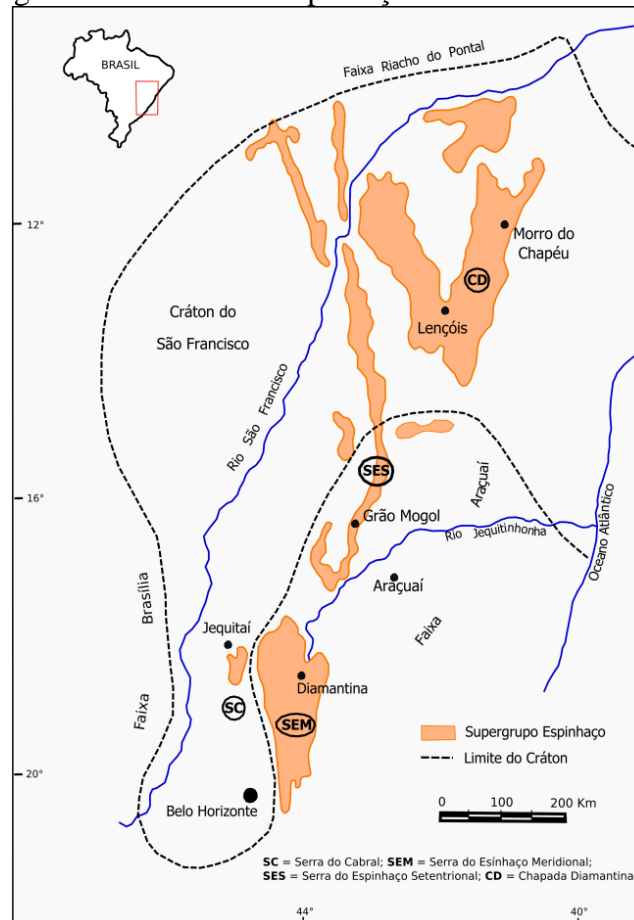 BRASIL
Faixa Riacho do Pontal
12°
Morro do
Chapéu
CD
Lençóis
Cráton do
São Francisco
Rio São Francisco
SES
16°
Grão Mogol
Araçuaí
Rio Jequitinhonha
Oceano Atlântico
Araçuaí
Faixa
Brasília
Faixa
Jequitaí
Diamantina
SC
SEM
Supergrupo Espinhaço
Limite do Cráton
20°
Belo Horizonte
0 100 200 Km
SC = Serra do Cabral; SEM = Serra do Esínhaço Meridional;
SES = Serra do Espinhaço Setentrional; CD = Chapada Diamantina
44° 40°